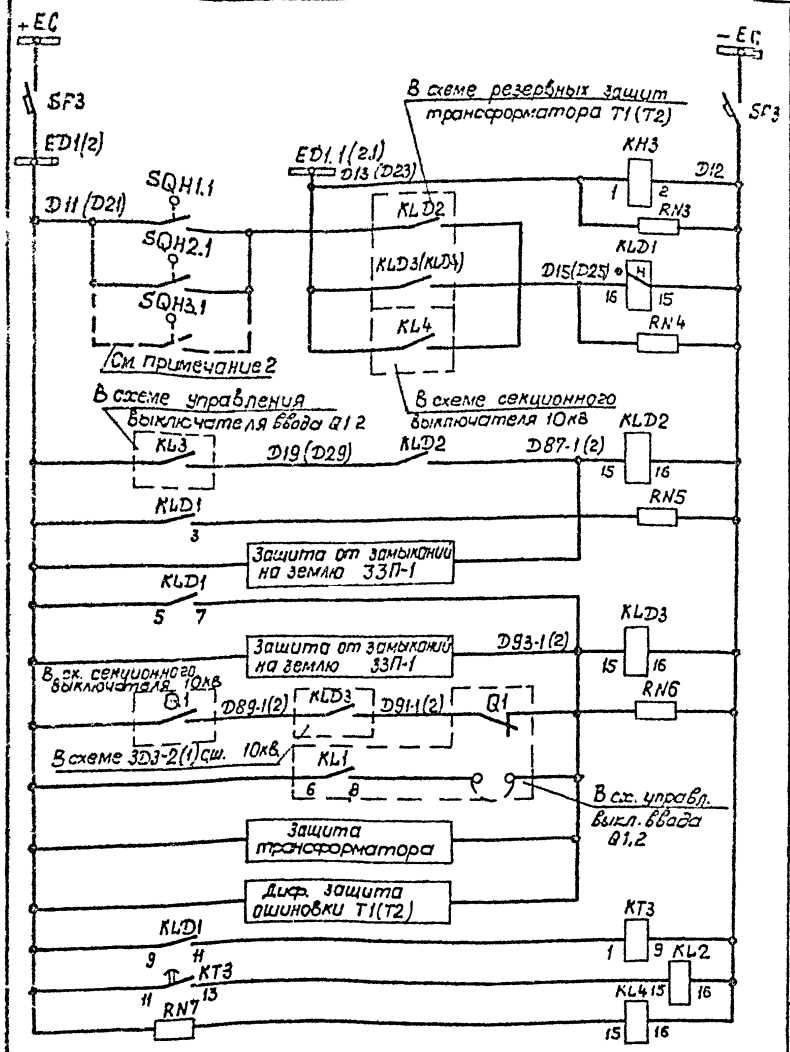 +EC
-EC
SF3
SF3
ED1(2)
В схеме резервных защит
трансформатора Т1(Т2)
ED1.1(2.1)
D13(D23)
KH3
1
2
D12
D11(D21)
SQH1.1
KLD2
RN3
SQH2.1
KLD3(KLD4)
D15(D25)
KLD1
И
16
15
SQH3.1
KL4
RN4
См. примечание 2
В схеме управления
выключателя ввода Q1.2
В схеме секционного
выключателя 10кв
KL3
D19(D29)
KLD2
D87-1(2)
KLD2
15
16
KLD1
3
RN5
Защита от замыканий
на землю ЗЗП-1
KLD1
5
7
KLD3
Защита от замыканий
на землю ЗЗП-1
D93-1(2)
15
16
В сх. секционного
выключателя 10кв
Q1
D89-1(2)
KLD3
D91-1(2)
Q1
RN6
В схеме ЗДЗ-2(1)сш. 10кв.
KL1
6
8
В сх. управл.
выкл. ввода
Q1,2
Защита
трансформатора
Диф. защита
ошиновки Т1(Т2)
KLD1
9
11
KT3
1
9
KT3
11
13
KL2
15
16
RN7
KL4
15
16